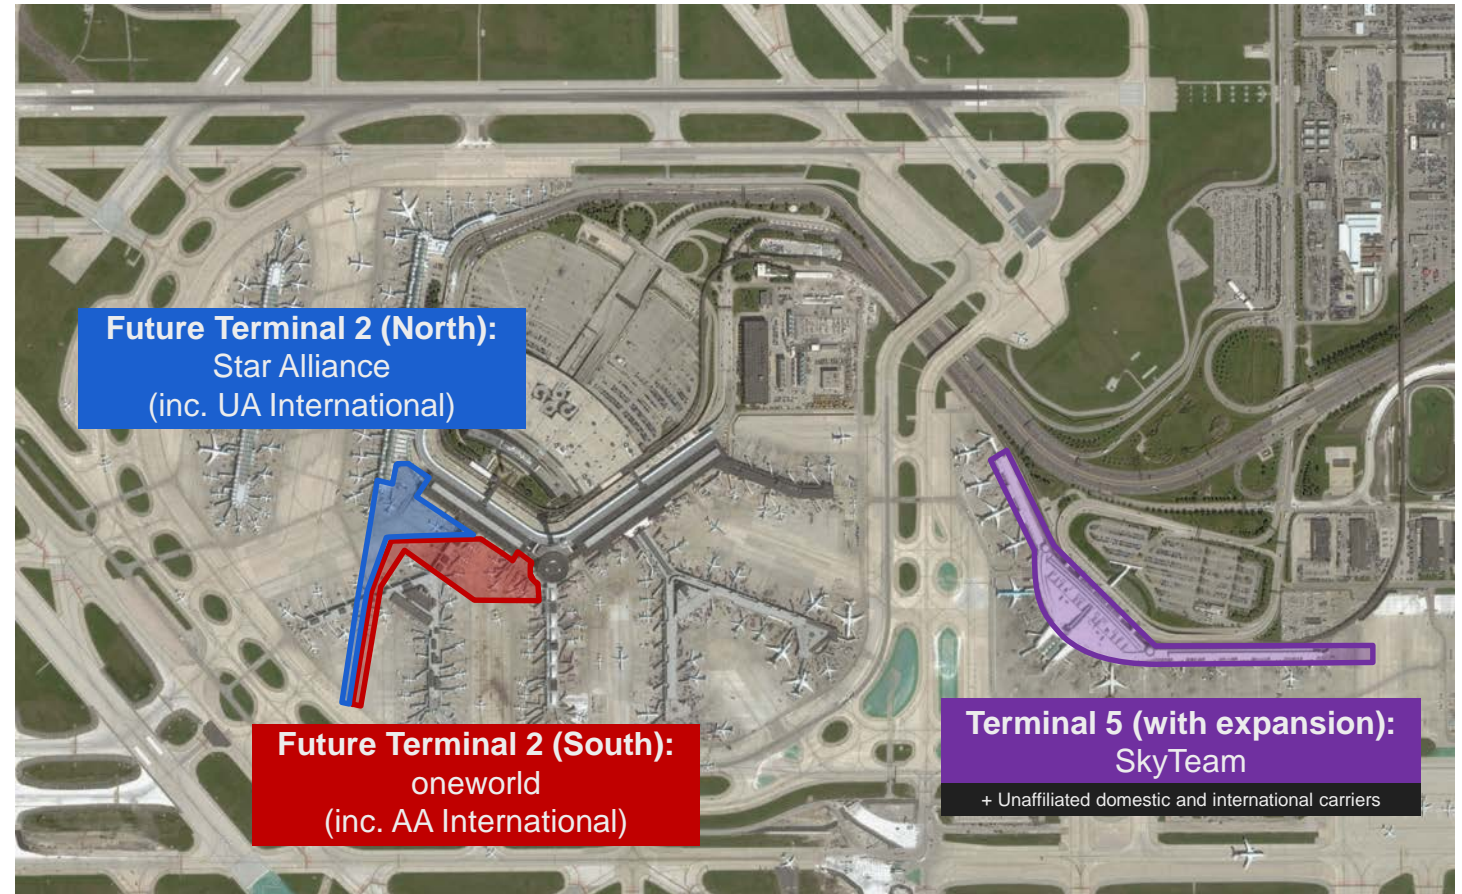 Future Terminal 2 (North):
Star Alliance
(inc. UA International)
Future Terminal 2 (South):
oneworld
(inc. AA International)
Terminal 5 (with expansion):
SkyTeam
+ Unaffiliated domestic and international carriers